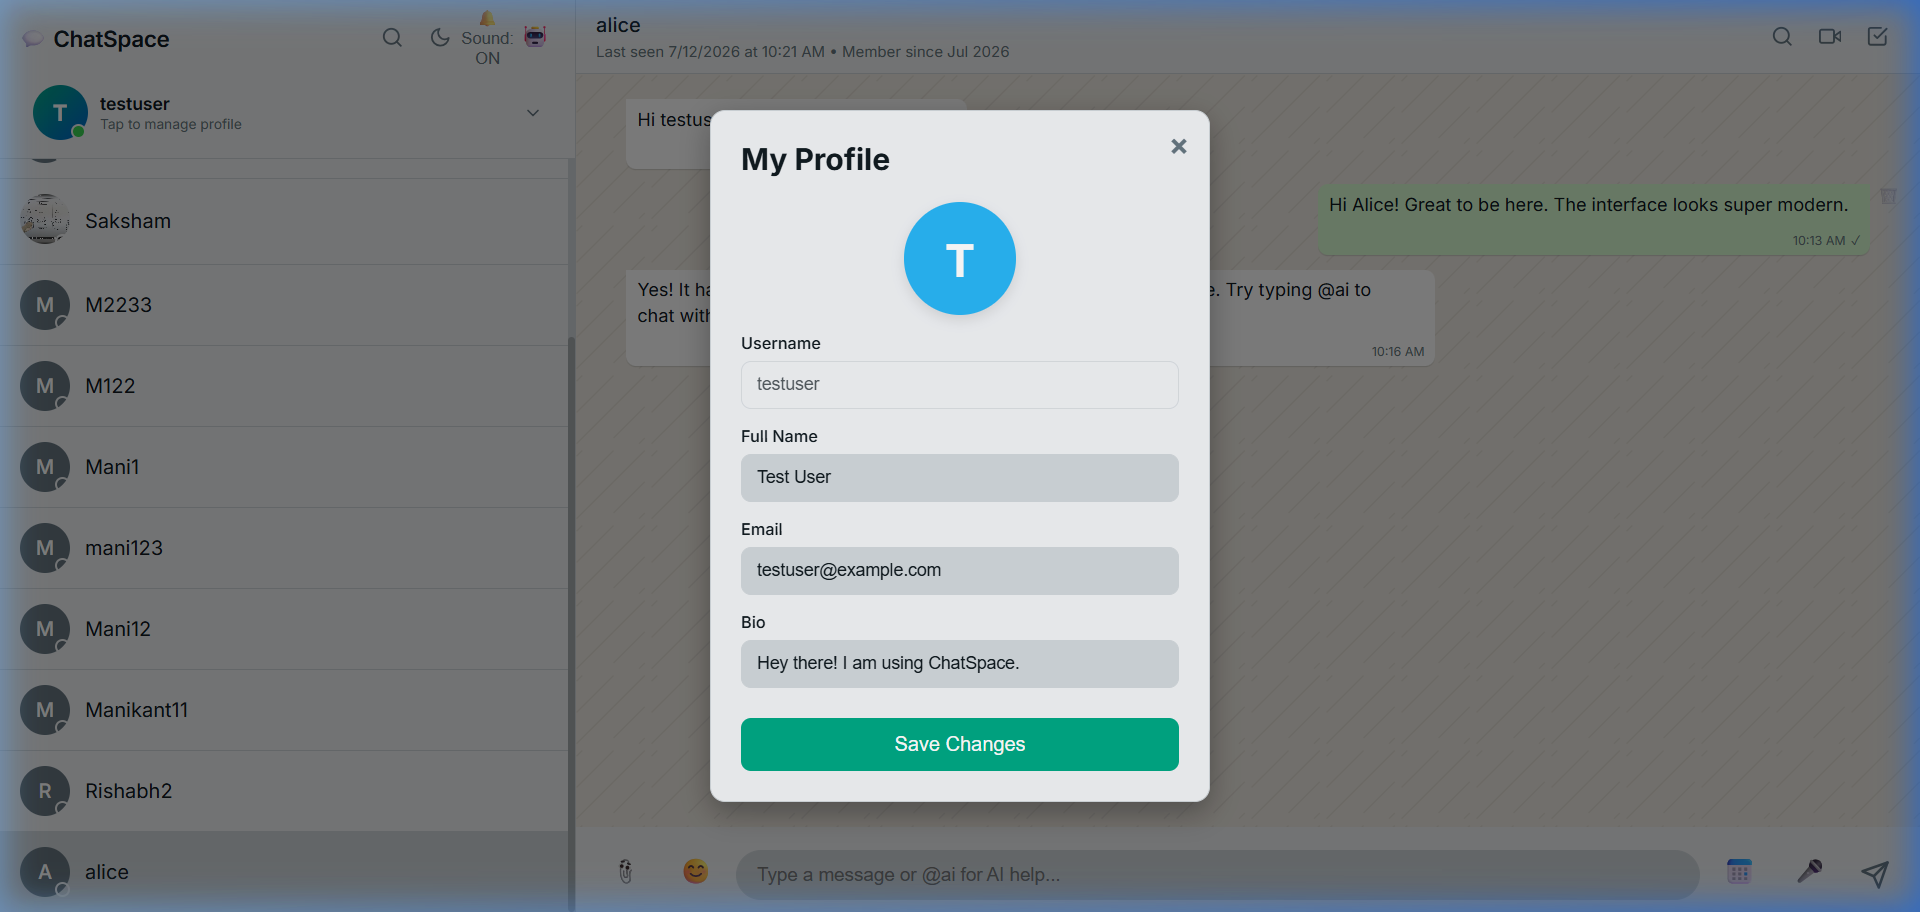 ChatSpace
Sound:
ON
T
testuser
Tap to manage profile
Saksham
M
M2233
M
M122
M
Mani1
M
mani123
M
Mani12
M
Manikant11
R
Rishabh2
A
alice
alice
Last seen 7/12/2026 at 10:21 AM • Member since Jul 2026
Hi
Hi Alice! Great to be here. The interface looks super modern.
10:13 AM ✓
Yes! It
. Try typing @ai to
chat
10:16 AM
My Profile
×
T
Username
testuser
Full Name
Test User
Email
testuser@example.com
Bio
Hey there! I am using ChatSpace.
Save Changes
Type a message or @ai for AI help...